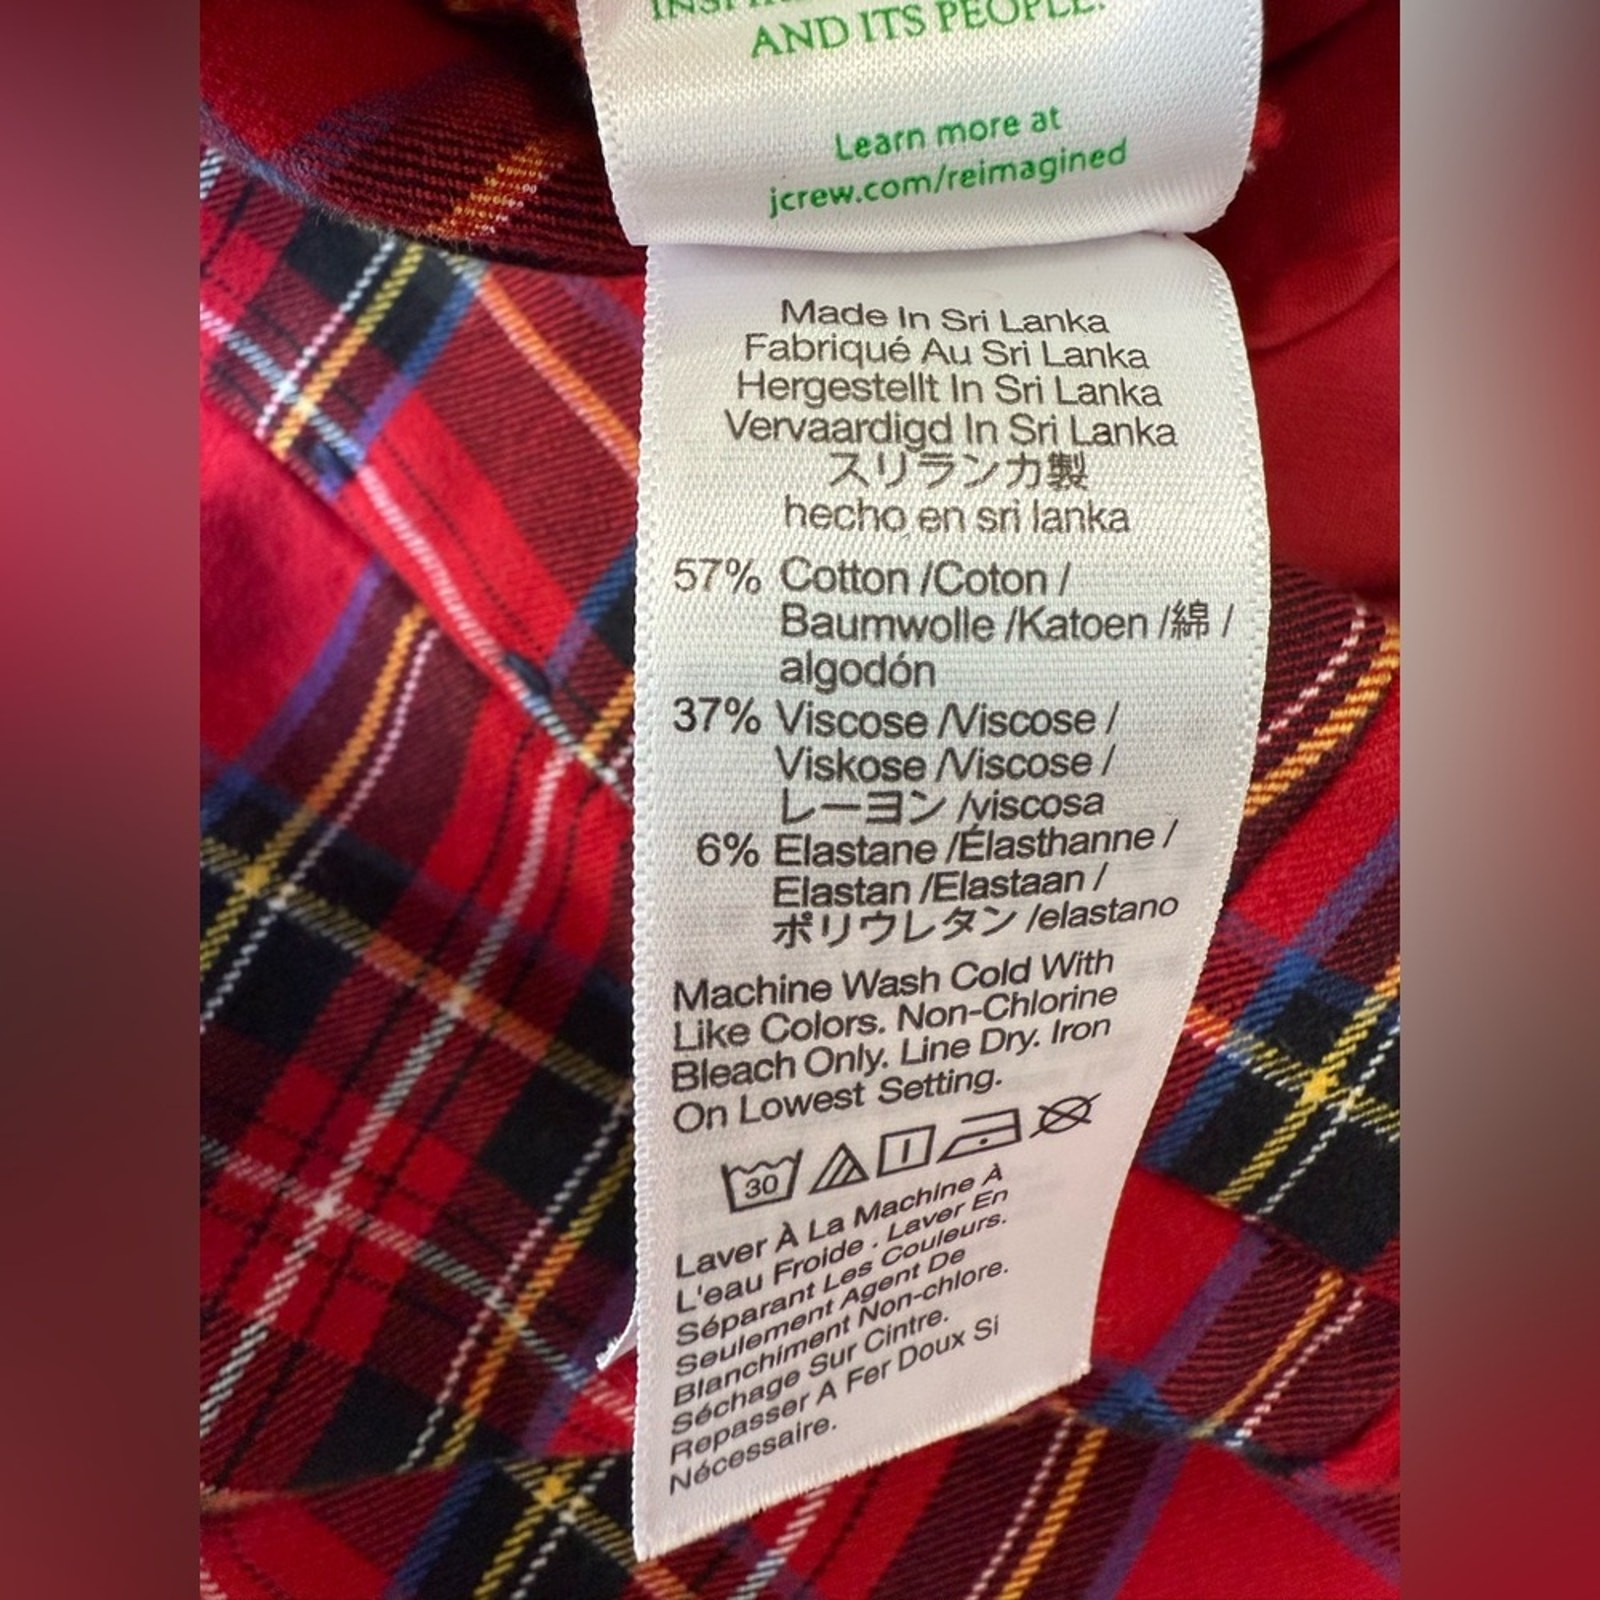 AND ITS PEOPLE.
Learn more at
jcrew.com/reimagined
Made In Sri Lanka
Fabriqué Au Sri Lanka
Hergestellt In Sri Lanka
Vervaardigd In Sri Lanka
スリランカ製
hecho en sri lanka
57% Cotton /Coton /
Baumwolle /Katoen /綿 /
algodón
37% Viscose /Viscose /
Viskose /Viscose /
レーヨン /viscosa
6% Elastane /Élasthanne /
Elastan /Elastaan /
ポリウレタン /elastano
Machine Wash Cold With
Like Colors. Non-Chlorine
Bleach Only. Line Dry. Iron
On Lowest Setting.
30
Laver À La Machine À
L'eau Froide . Laver En
Séparant Les Couleurs.
Seulement Agent De
Blanchiment Non-chlore.
Séchage Sur Cintre.
Repasser A Fer Doux Si
Nécessaire.